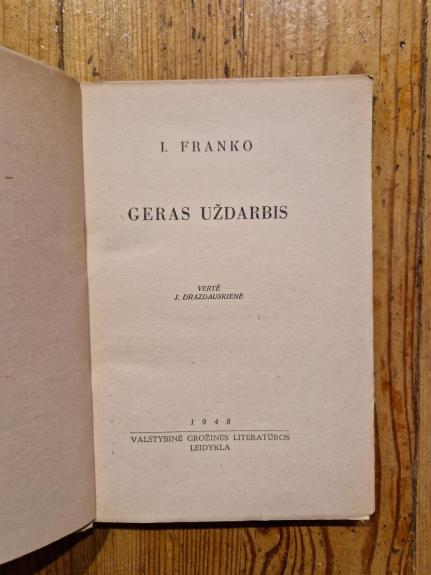 I. FRANKO
GERAS UŽDARBIS
VERTĖ
J. DRAZDAUSKIENĖ
1948
VALSTYBINĖ GROŽINĖS LITERATŪROS
LEIDYKLA